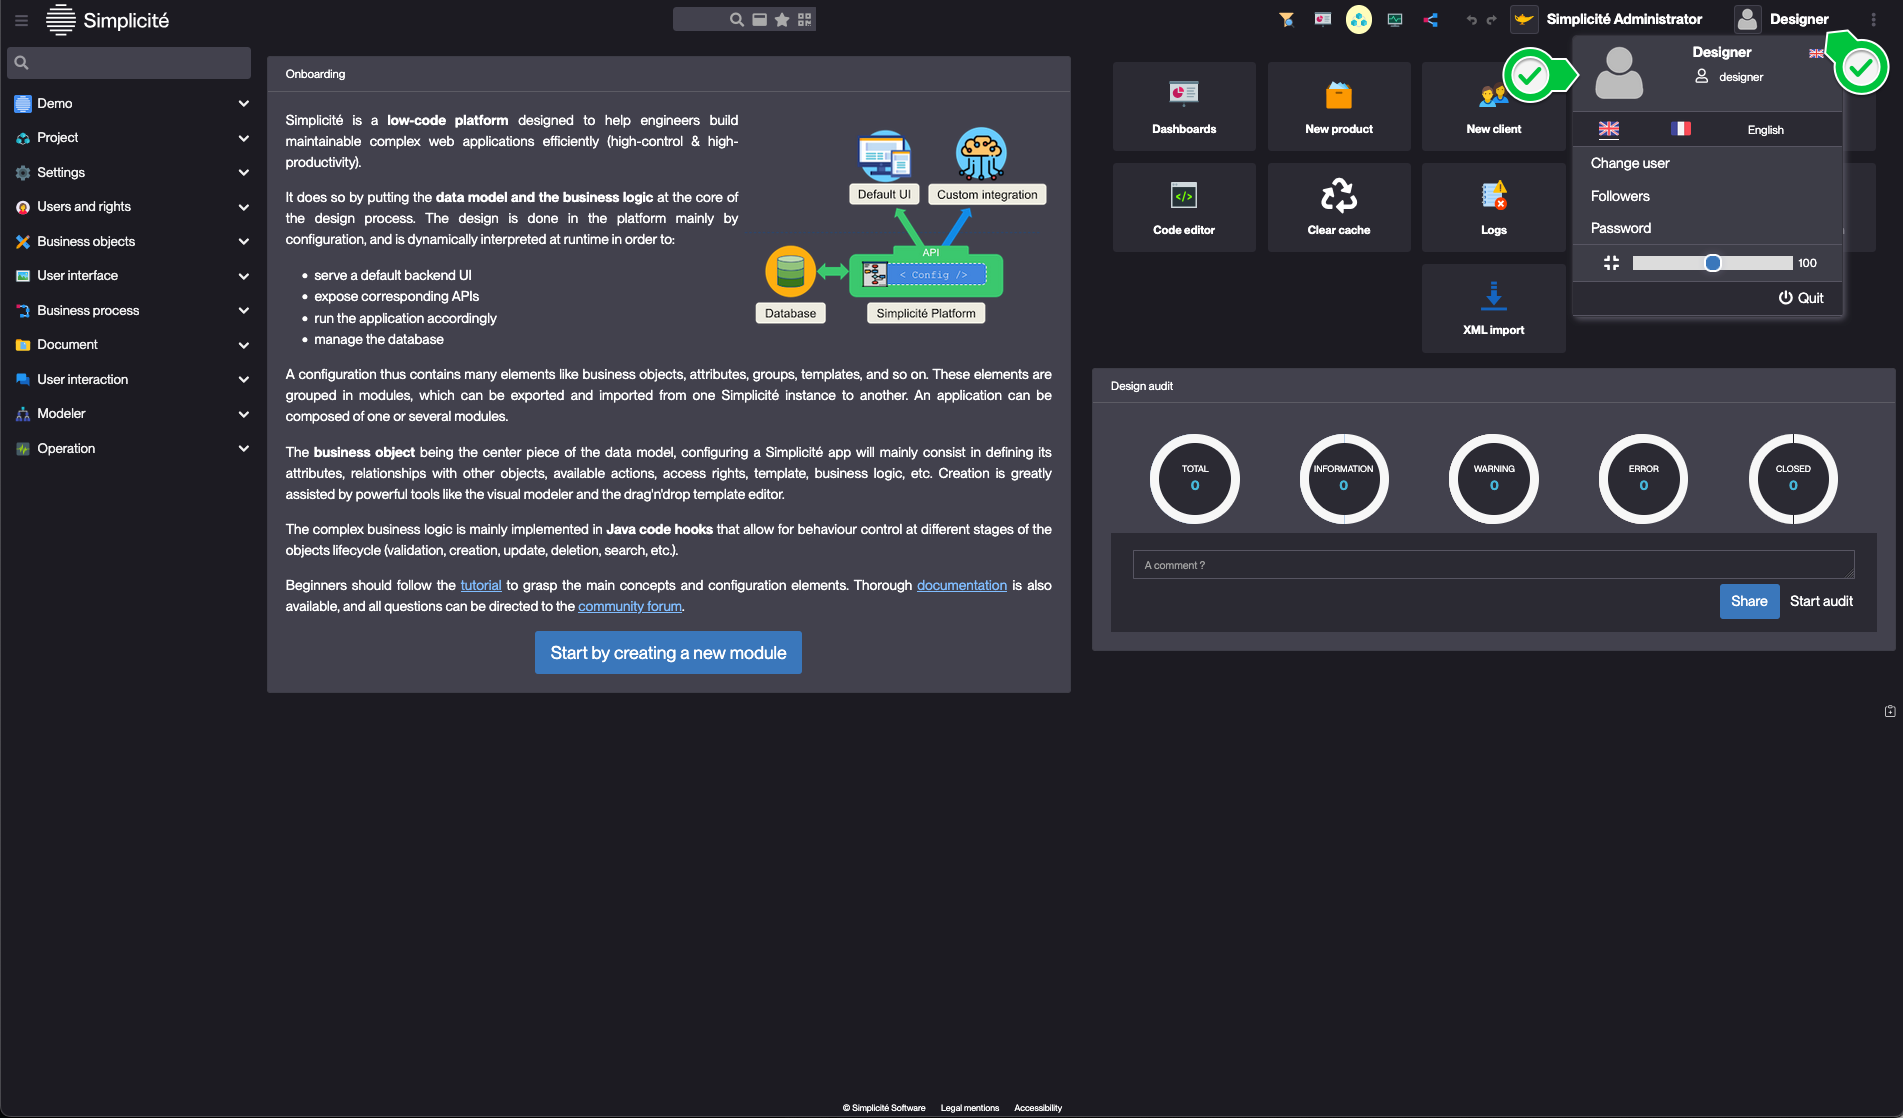 Simplicité
Simplicité Administrator
Designer
Demo
Project
Settings
Users and rights
Business objects
User interface
Business process
Document
User interaction
Modeler
Operation
Onboarding
Simplicité is a low-code platform designed to help engineers build
maintainable complex web applications efficiently (high-control & high-
productivity).
It does so by putting the data model and the business logic at the core of
the design process. The design is done in the platform mainly by
configuration, and is dynamically interpreted at runtime in order to:
• serve a default backend UI
• expose corresponding APIs
• run the application accordingly
• manage the database
Default UI
Custom integration
API
< Config />
Database
Simplicité Platform
A configuration thus contains many elements like business objects, attributes, groups, templates, and so on. These elements are
grouped in modules, which can be exported and imported from one Simplicité instance to another. An application can be
composed of one or several modules.
The business object being the center piece of the data model, configuring a Simplicité app will mainly consist in defining its
attributes, relationships with other objects, available actions, access rights, template, business logic, etc. Creation is greatly
assisted by powerful tools like the visual modeler and the drag'n'drop template editor.
The complex business logic is mainly implemented in Java code hooks that allow for behaviour control at different stages of the
objects lifecycle (validation, creation, update, deletion, search, etc.).
Beginners should follow the tutorial to grasp the main concepts and configuration elements. Thorough documentation is also
available, and all questions can be directed to the community forum.
Start by creating a new module
Dashboards
New product
New client
Code editor
Clear cache
Logs
XML import
Designer
designer
English
Change user
Followers
Password
100
Quit
Design audit
TOTAL
0
INFORMATION
0
WARNING
0
ERROR
0
CLOSED
0
A comment ?
Share
Start audit
© Simplicité Software
Legal mentions
Accessibility